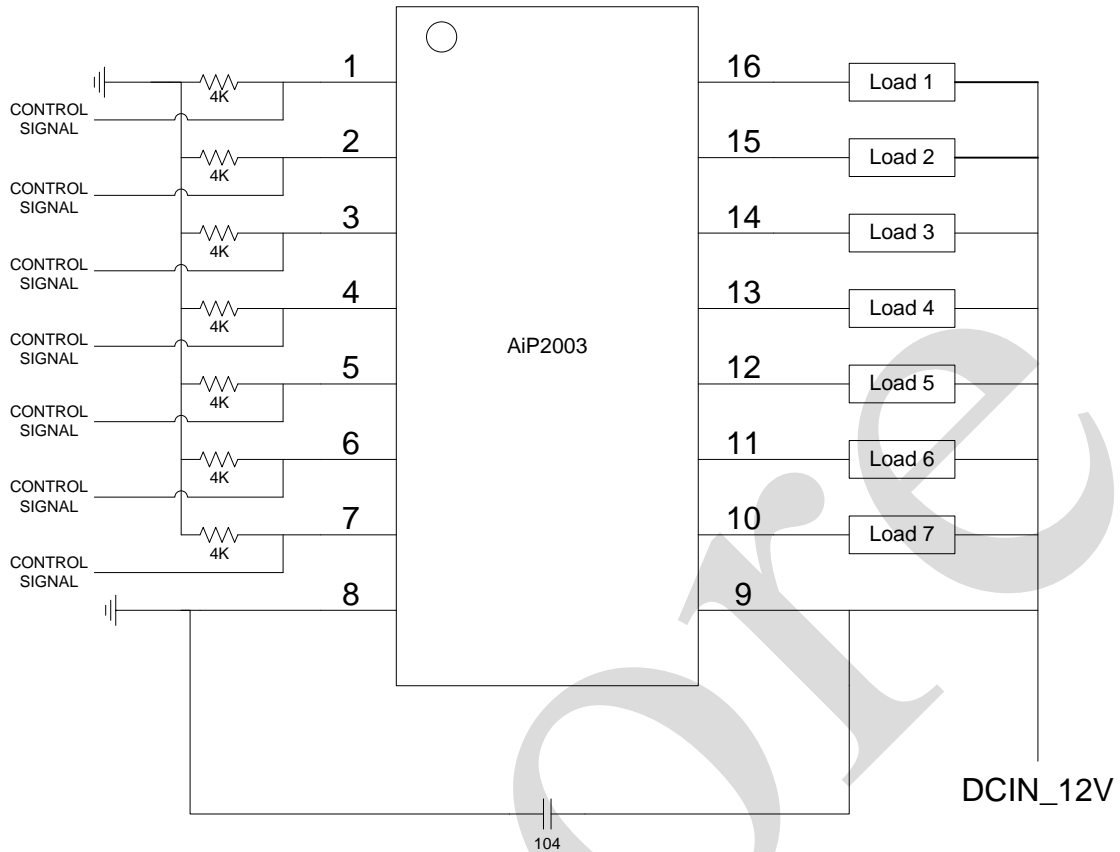 1
16
Load 1
4K
CONTROL
SIGNAL
2
15
Load 2
4K
CONTROL
SIGNAL
3
14
Load 3
4K
CONTROL
SIGNAL
4
13
Load 4
4K
CONTROL
SIGNAL
AiP2003
5
12
Load 5
4K
CONTROL
SIGNAL
6
11
Load 6
4K
CONTROL
SIGNAL
7
10
Load 7
4K
CONTROL
SIGNAL
8
9
DCIN_12V
104
ore